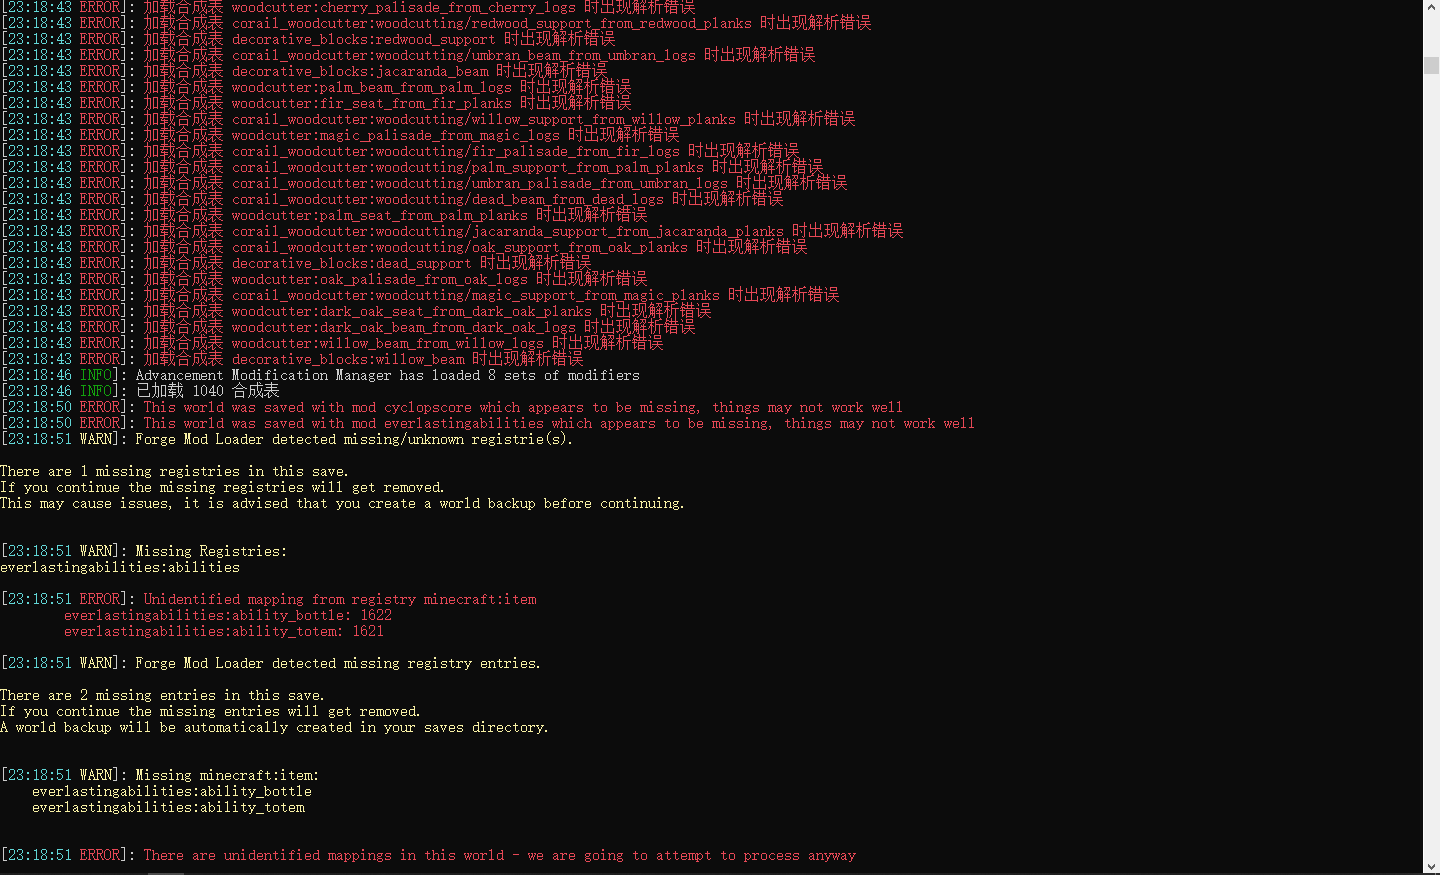 [23:18:43 ERROR]: 加载合成表 woodcutter:cherry_palisade_from_cherry_logs 时出现解析错误
[23:18:43 ERROR]: 加载合成表 corail_woodcutter:woodcutting/redwood_support_from_redwood_planks 时出现解析错误
[23:18:43 ERROR]: 加载合成表 decorative_blocks:redwood_support 时出现解析错误
[23:18:43 ERROR]: 加载合成表 corail_woodcutter:woodcutting/umbran_beam_from_umbran_logs 时出现解析错误
[23:18:43 ERROR]: 加载合成表 decorative_blocks:jacaranda_beam 时出现解析错误
[23:18:43 ERROR]: 加载合成表 woodcutter:palm_beam_from_palm_logs 时出现解析错误
[23:18:43 ERROR]: 加载合成表 woodcutter:fir_seat_from_fir_planks 时出现解析错误
[23:18:43 ERROR]: 加载合成表 corail_woodcutter:woodcutting/willow_support_from_willow_planks 时出现解析错误
[23:18:43 ERROR]: 加载合成表 woodcutter:magic_palisade_from_magic_logs 时出现解析错误
[23:18:43 ERROR]: 加载合成表 corail_woodcutter:woodcutting/fir_palisade_from_fir_logs 时出现解析错误
[23:18:43 ERROR]: 加载合成表 corail_woodcutter:woodcutting/palm_support_from_palm_planks 时出现解析错误
[23:18:43 ERROR]: 加载合成表 corail_woodcutter:woodcutting/umbran_palisade_from_umbran_logs 时出现解析错误
[23:18:43 ERROR]: 加载合成表 corail_woodcutter:woodcutting/dead_beam_from_dead_logs 时出现解析错误
[23:18:43 ERROR]: 加载合成表 woodcutter:palm_seat_from_palm_planks 时出现解析错误
[23:18:43 ERROR]: 加载合成表 corail_woodcutter:woodcutting/jacaranda_support_from_jacaranda_planks 时出现解析错误
[23:18:43 ERROR]: 加载合成表 corail_woodcutter:woodcutting/oak_support_from_oak_planks 时出现解析错误
[23:18:43 ERROR]: 加载合成表 decorative_blocks:dead_support 时出现解析错误
[23:18:43 ERROR]: 加载合成表 woodcutter:oak_palisade_from_oak_logs 时出现解析错误
[23:18:43 ERROR]: 加载合成表 corail_woodcutter:woodcutting/magic_support_from_magic_planks 时出现解析错误
[23:18:43 ERROR]: 加载合成表 woodcutter:dark_oak_seat_from_dark_oak_planks 时出现解析错误
[23:18:43 ERROR]: 加载合成表 woodcutter:dark_oak_beam_from_dark_oak_logs 时出现解析错误
[23:18:43 ERROR]: 加载合成表 woodcutter:willow_beam_from_willow_logs 时出现解析错误
[23:18:43 ERROR]: 加载合成表 decorative_blocks:willow_beam 时出现解析错误
[23:18:46 INFO]: Advancement Modification Manager has loaded 8 sets of modifiers
[23:18:46 INFO]: 已加载 1040 合成表
[23:18:50 ERROR]: This world was saved with mod cyclopscore which appears to be missing, things may not work well
[23:18:50 ERROR]: This world was saved with mod everlastingabilities which appears to be missing, things may not work well
[23:18:51 WARN]: Forge Mod Loader detected missing/unknown registrie(s).
There are 1 missing registries in this save.
If you continue the missing registries will get removed.
This may cause issues, it is advised that you create a world backup before continuing.
[23:18:51 WARN]: Missing Registries:
everlastingabilities:abilities
[23:18:51 ERROR]: Unidentified mapping from registry minecraft:item
everlastingabilities:ability_bottle: 1622
everlastingabilities:ability_totem: 1621
[23:18:51 WARN]: Forge Mod Loader detected missing registry entries.
There are 2 missing entries in this save.
If you continue the missing entries will get removed.
A world backup will be automatically created in your saves directory.
[23:18:51 WARN]: Missing minecraft:item:
everlastingabilities:ability_bottle
everlastingabilities:ability_totem
[23:18:51 ERROR]: There are unidentified mappings in this world - we are going to attempt to process anyway